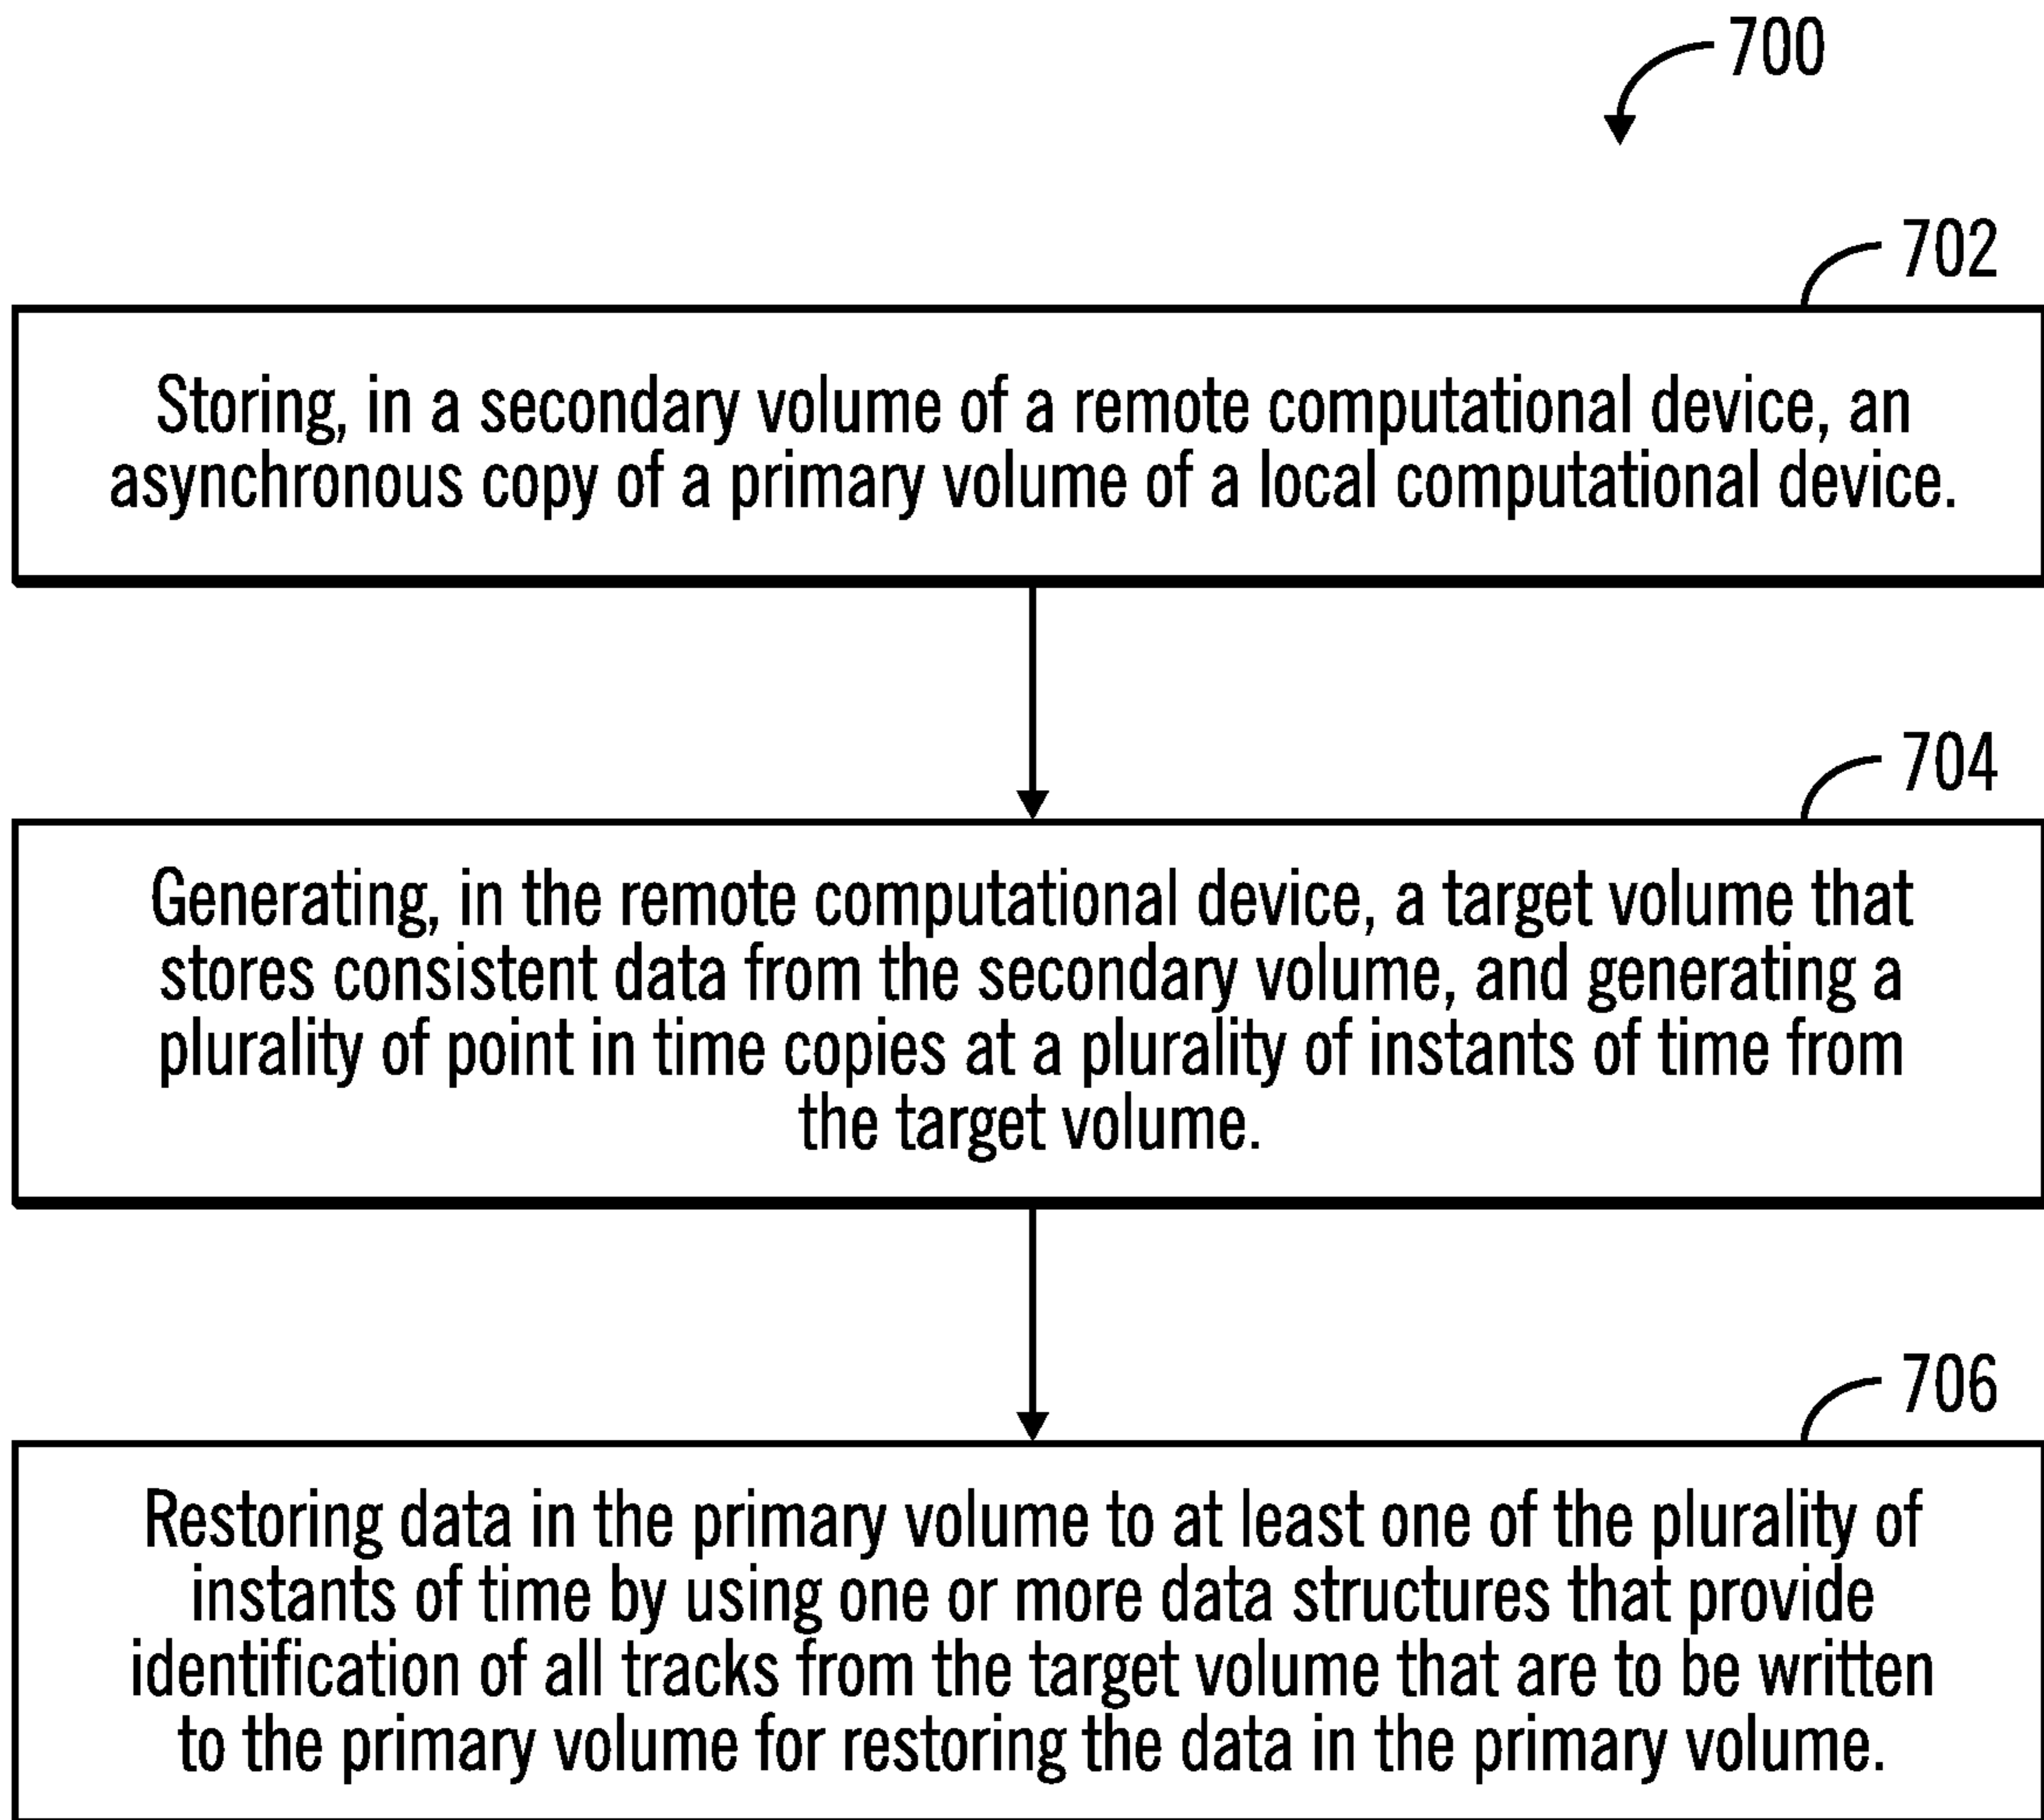 700
702
Storing, in a secondary volume of a remote computational device, an
asynchronous copy of a primary volume of a local computational device.
704
Generating, in the remote computational device, a target volume that
stores consistent data from the secondary volume, and generating a
plurality of point in time copies at a plurality of instants of time from
the target volume.
706
Restoring data in the primary volume to at least one of the plurality of
instants of time by using one or more data structures that provide
identification of all tracks from the target volume that are to be written
to the primary volume for restoring the data in the primary volume.